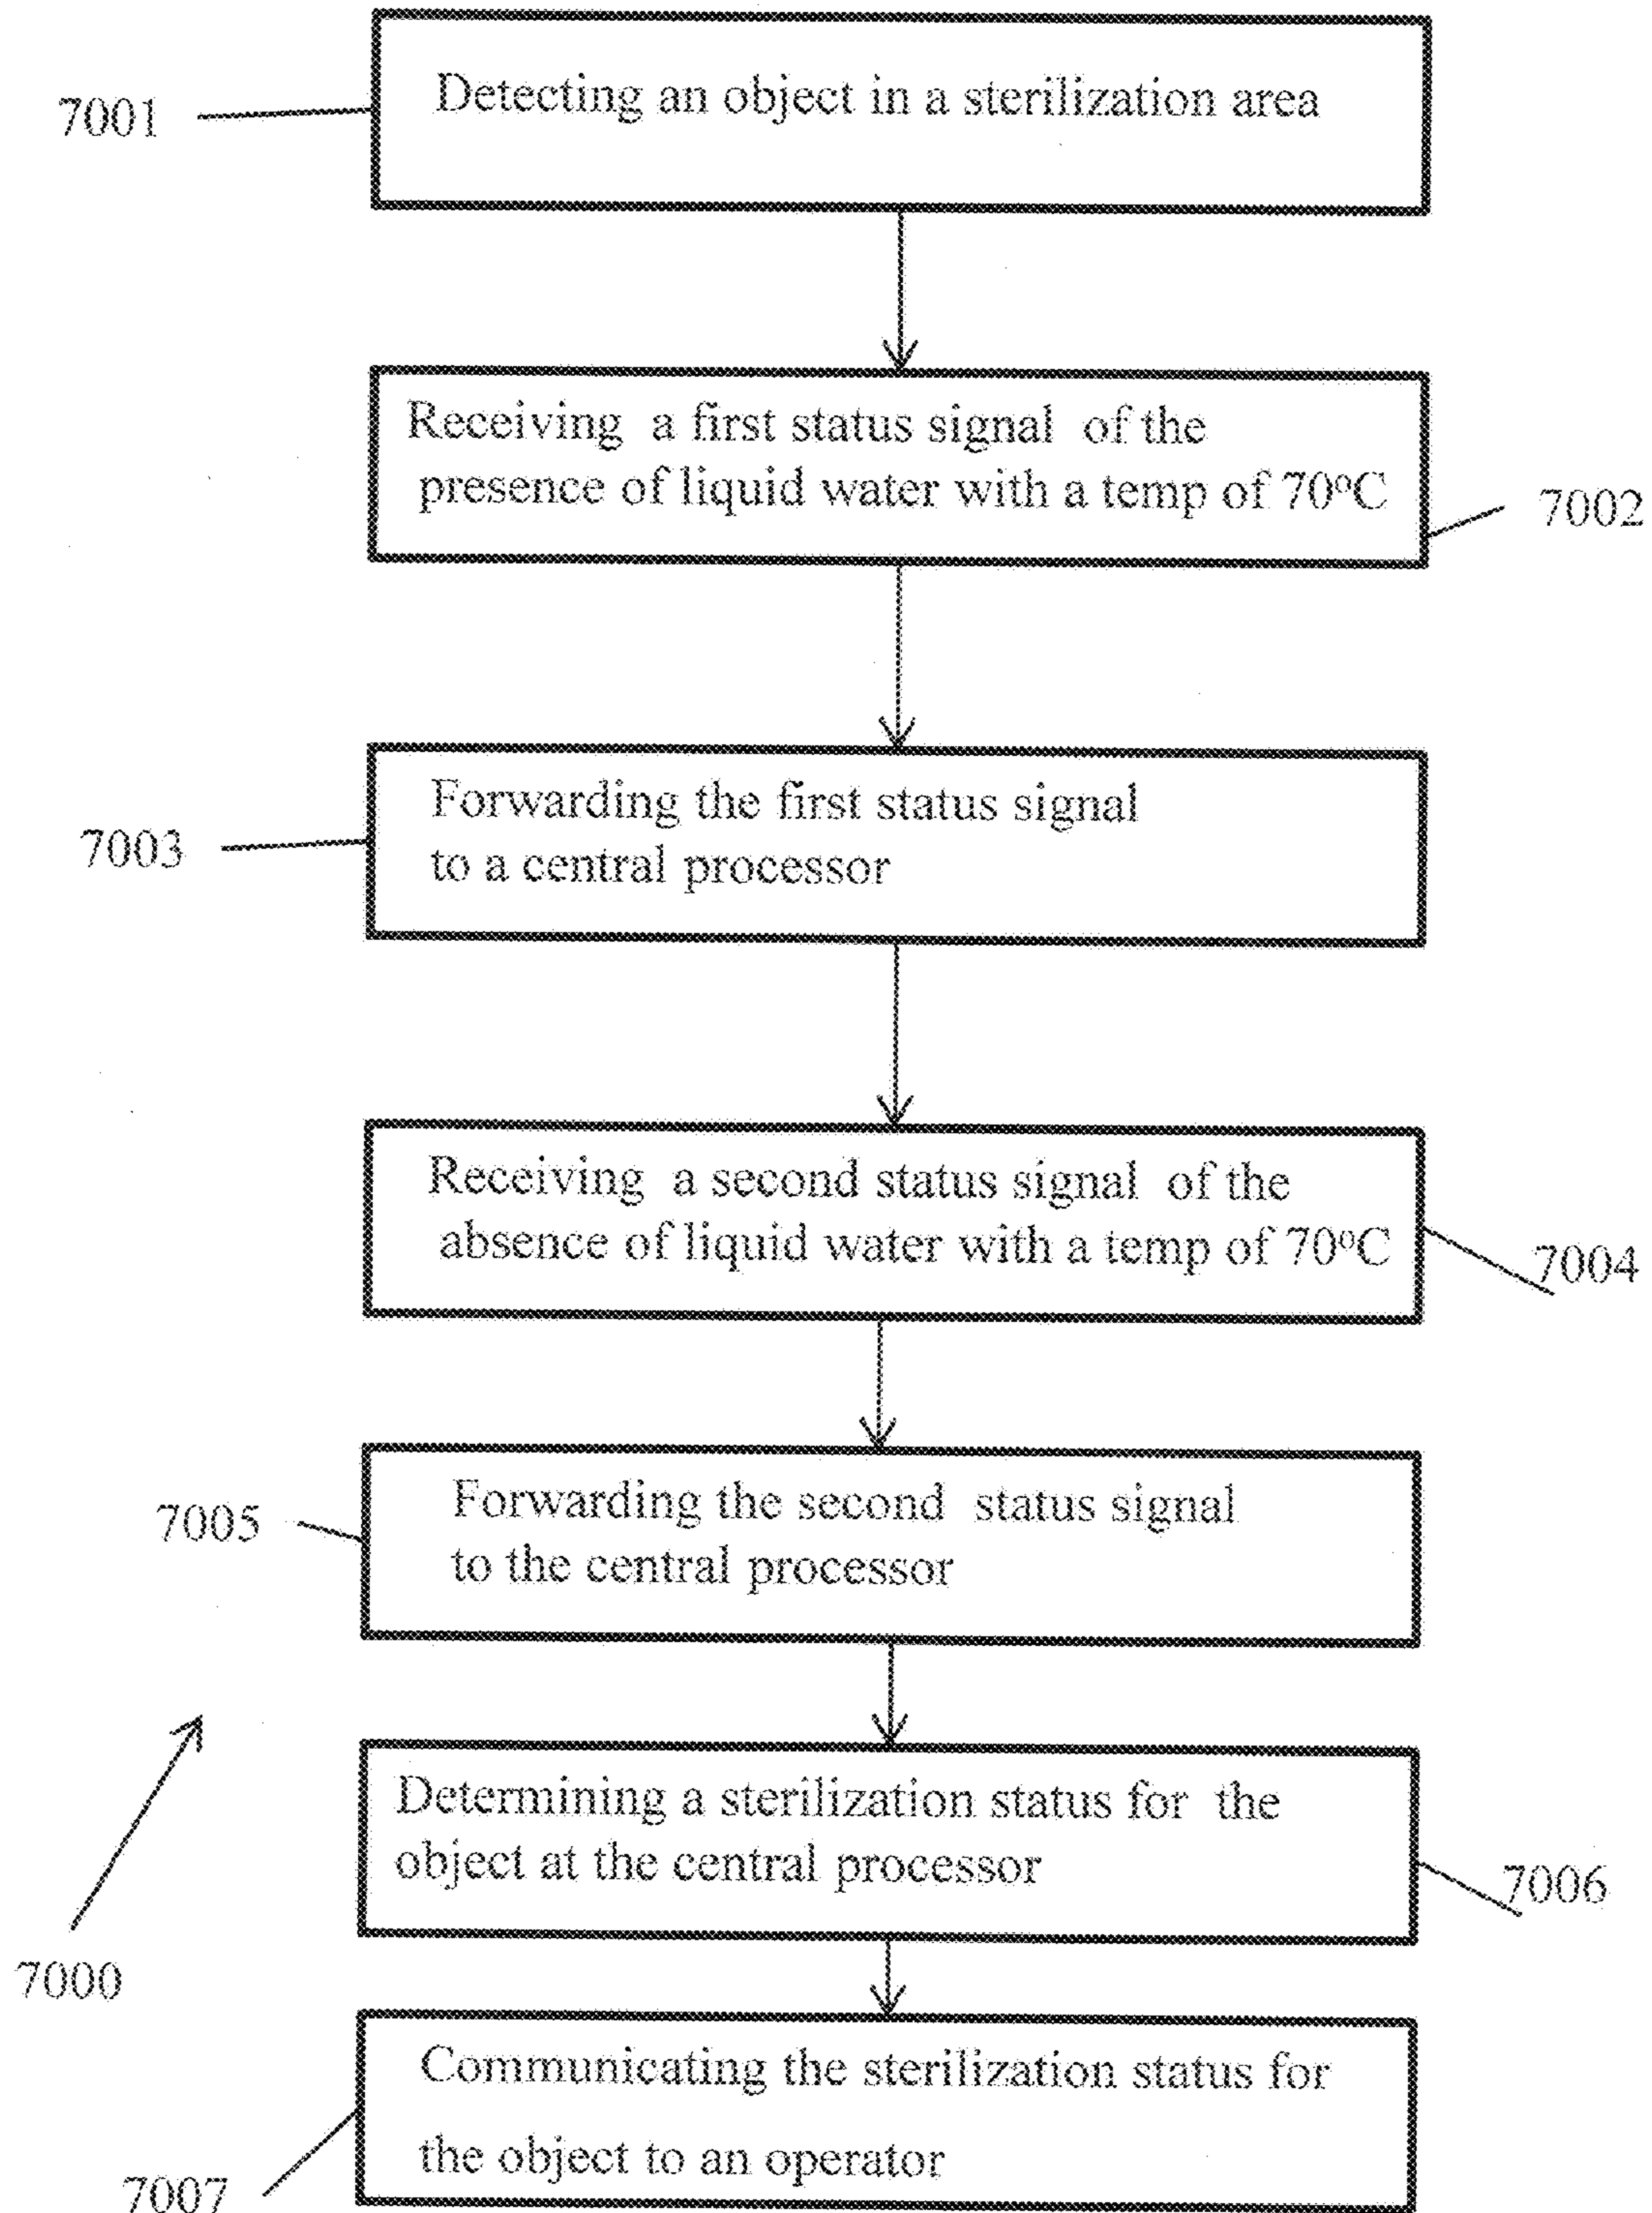 7001
Detecting an object in a sterilization area
Receiving a first status signal of the
presence of liquid water with a temp of 70ºC
7002
7003
Forwarding the first status signal
to a central processor
Receiving a second status signal of the
absence of liquid water with a temp of 70ºC
7004
7005
Forwarding the second status signal
to the central processor
Determining a sterilization status for the
object at the central processor
7006
7000
Communicating the sterilization status for
the object to an operator
7007